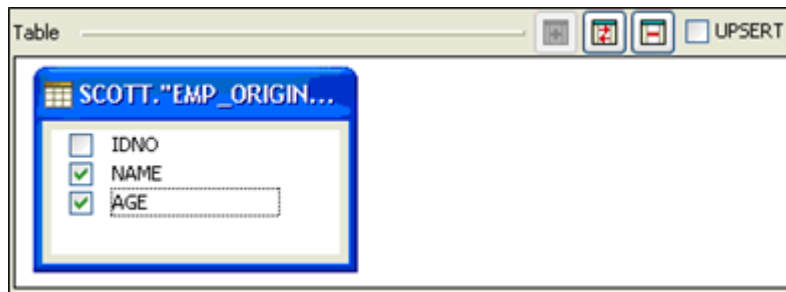 Table
UPSERT
SCOTT."EMP_ORIGIN...
IDNO
NAME
AGE